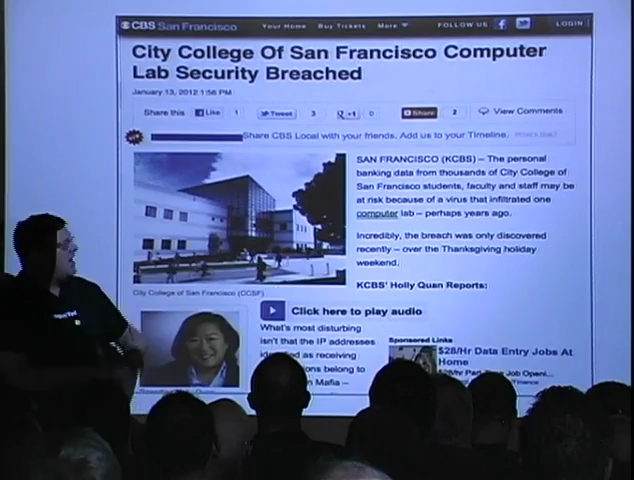 CBS San Francisco Your Home Buy Tickets More FOLLOW US f LOGIN
City College Of San Francisco Computer
Lab Security Breached
January 13, 2012 1:56 PM
Share this Like 1 Tweet 3 +1 0 Share 2 View Comments
Share CBS Local with your friends. Add us to your Timeline.
SAN FRANCISCO (KCBS) – The personal
banking data from thousands of City College of
San Francisco students, faculty and staff may be
at risk because of a virus that infiltrated one
computer lab – perhaps years ago.
Incredibly, the breach was only discovered
recently – over the Thanksgiving holiday
weekend.
KCBS' Holly Quan Reports:
City College of San Francisco (CCSF)
Click here to play audio
What's most disturbing
isn't that the IP addresses
as receiving
belong to
Mafia –
Sponsored Links
$28/Hr Data Entry Jobs At
Home
Job Openi...